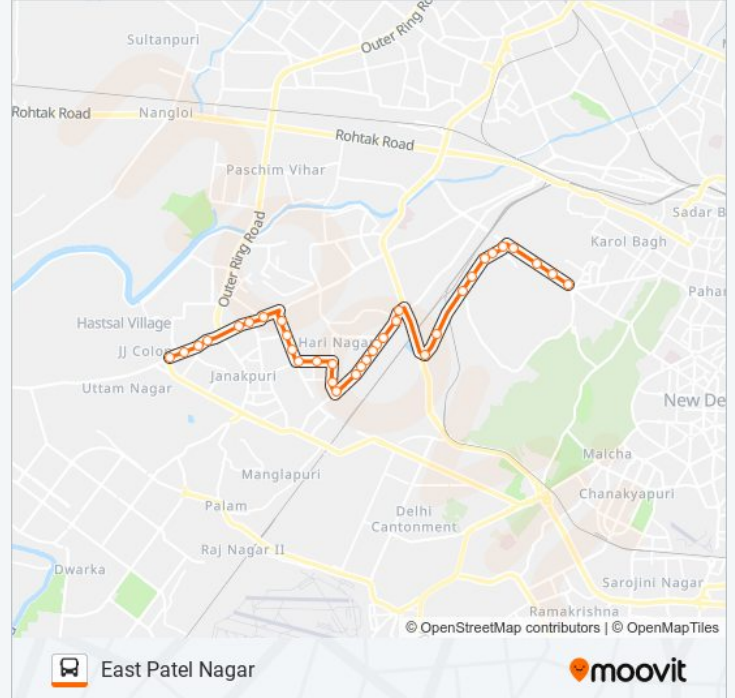 Outer Ring Road
Sultanpuri
Rohtak Road
Nangloi
Rohtak Road
Paschim Vihar
Sadar B
Karol Bagh
Outer Ring Road
Pahar
Hastsal Village
JJ Colo
Hari Nagar
Janakpuri
Uttam Nagar
New De
Malcha
Manglapuri
Chanakyapuri
Palam
Delhi
Cantonment
Raj Nagar II
Dwarka
Sarojini Nagar
Ramakrishna
© OpenStreetMap contributors | © OpenMapTiles
East Patel Nagar
moovit